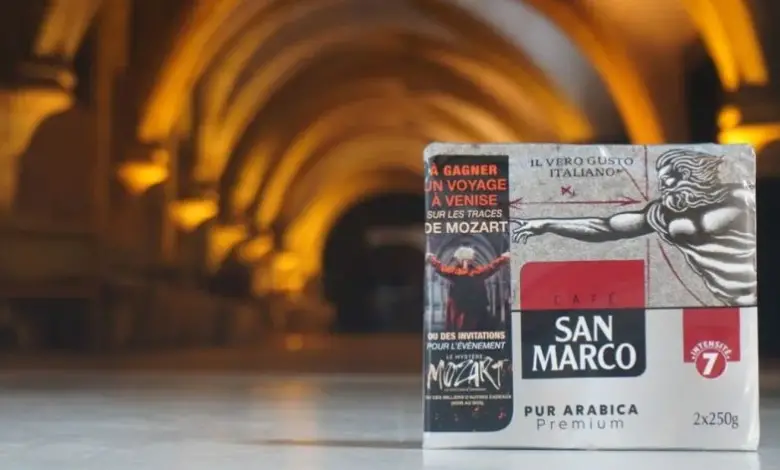 À GAGNER
UN VOYAGE
À VENISE
SUR LES TRACES
DE MOZART
OU DES INVITATIONS
POUR L'ÉVÉNEMENT
LE MYSTÈRE
MOZART
IL VERO GUSTO
ITALIANO*
CAFÉ
SAN
MARCO
INTENSITÉ
7
PUR ARABICA
Premium
2x250g